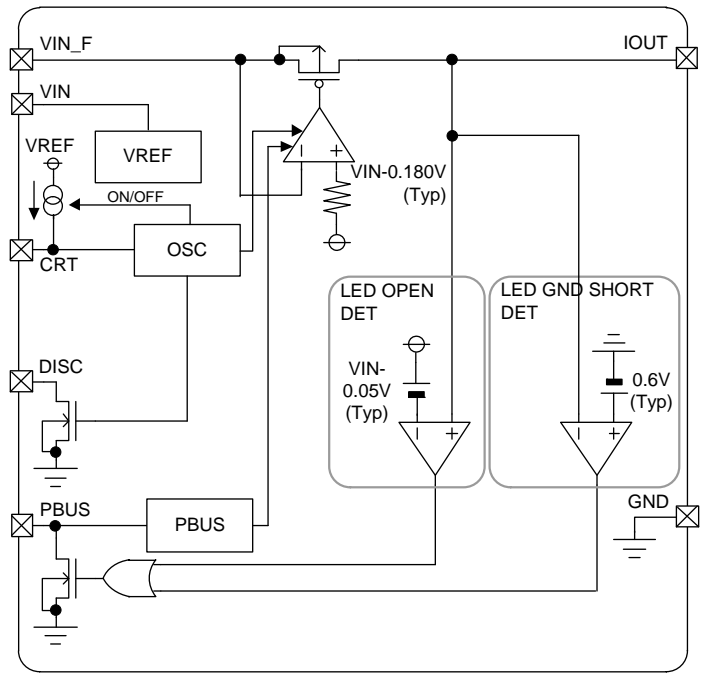 VIN_F
IOUT
VIN
VREF
VREF
VIN-0.180V
(Typ)
ON/OFF
OSC
CRT
LED OPEN
DET
LED GND SHORT
DET
DISC
VIN-
0.05V
(Typ)
0.6V
(Typ)
PBUS
PBUS
GND